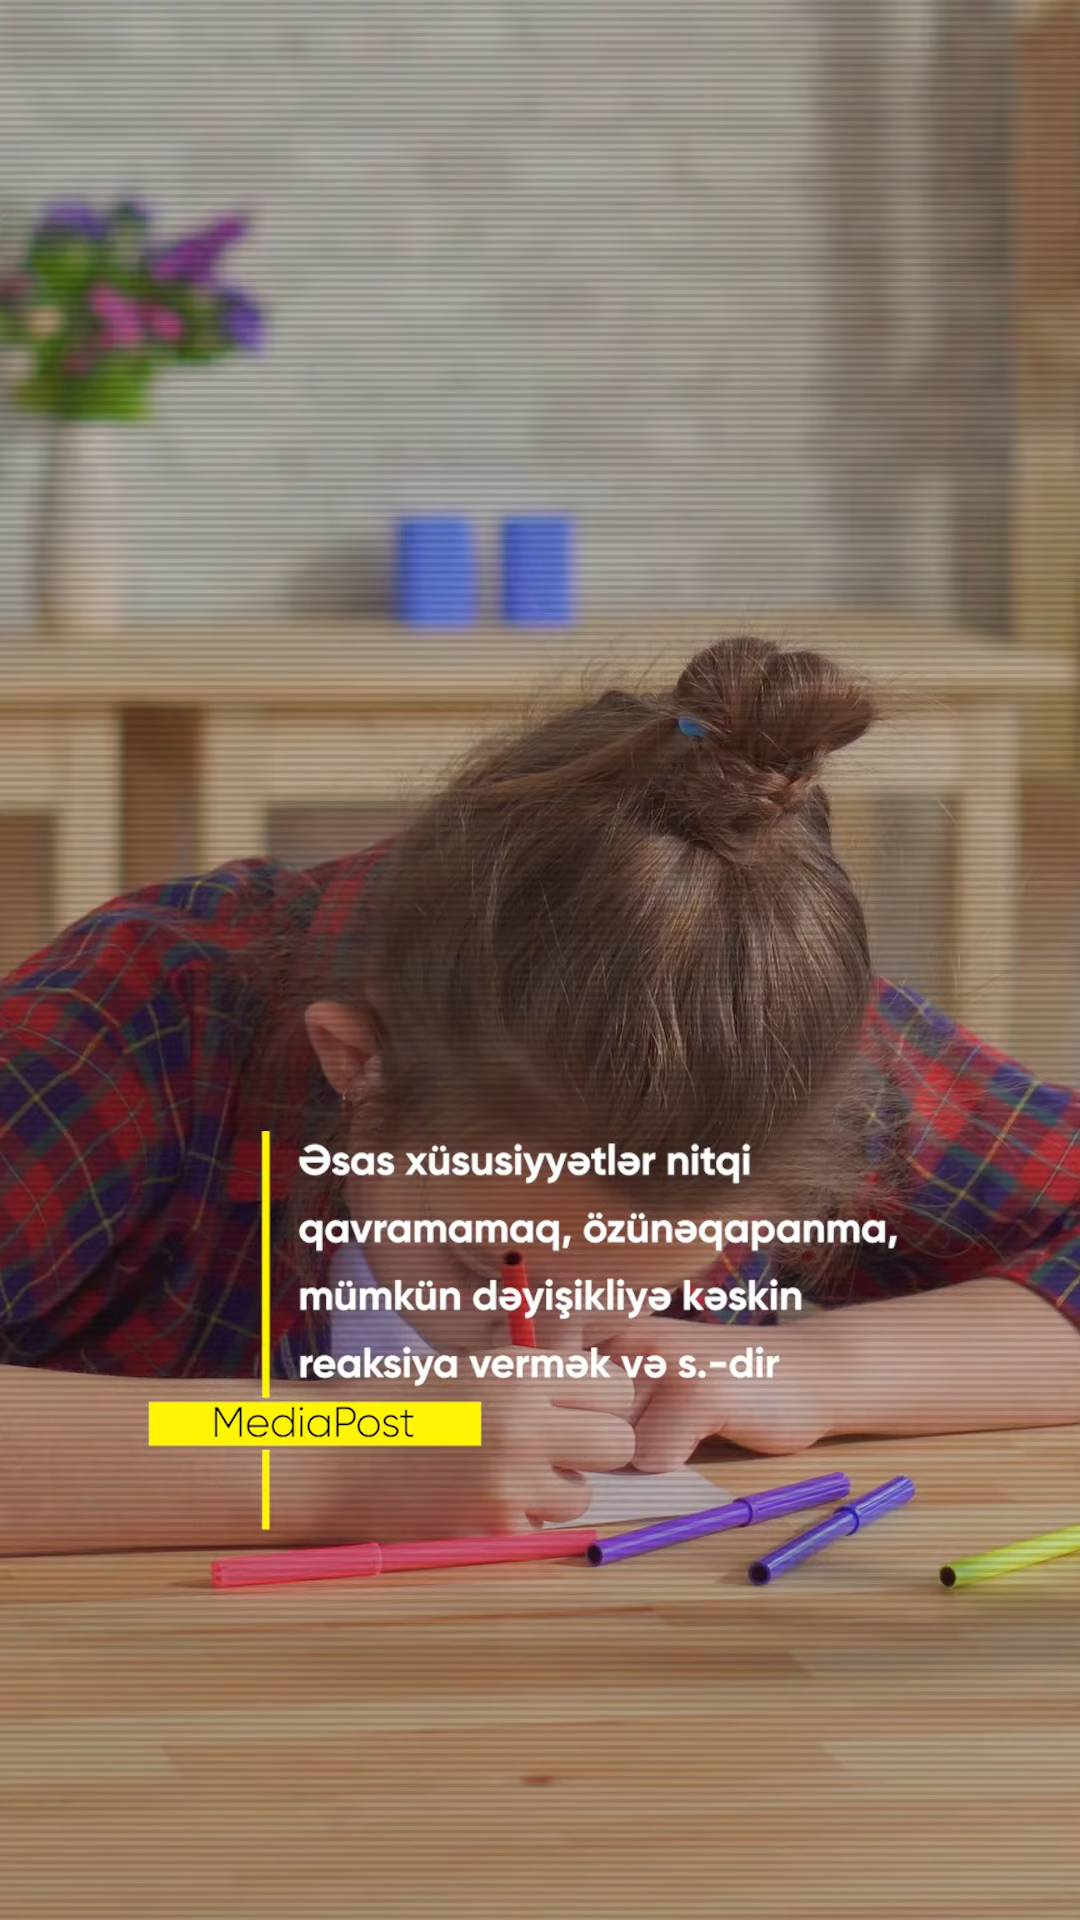 Əsas xüsusiyyətlər nitqi
qavramamaq, özünəqapanma,
mümkün dəyişikliyə kəskin
reaksiya vermək və s.-dir
MediaPost